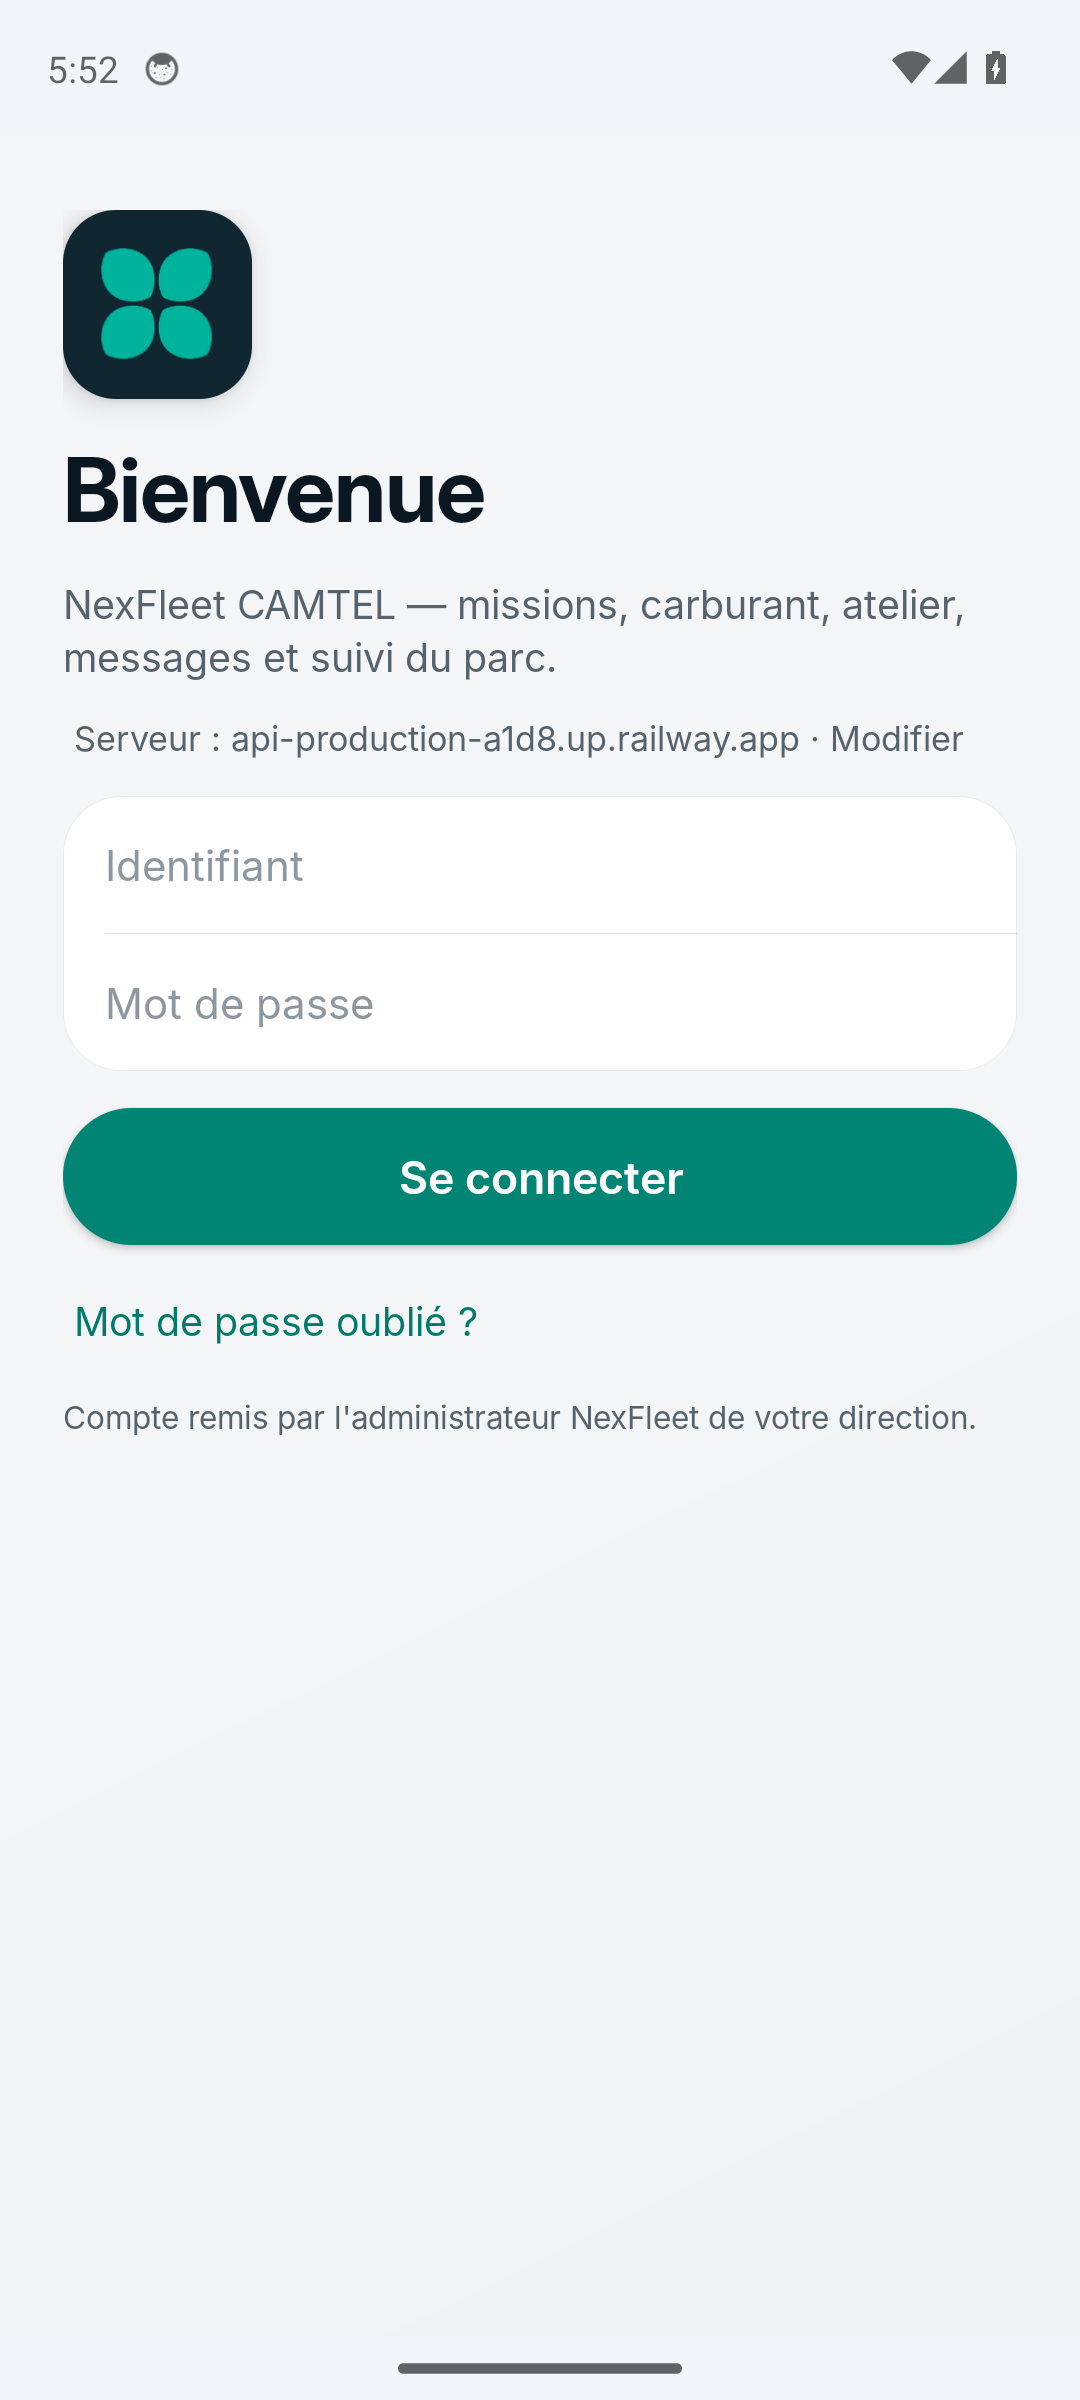 5:52
Bienvenue
NexFleet CAMTEL — missions, carburant, atelier,
messages et suivi du parc.
Serveur : api-production-a1d8.up.railway.app · Modifier
Identifiant
Mot de passe
Se connecter
Mot de passe oublié ?
Compte remis par l'administrateur NexFleet de votre direction.